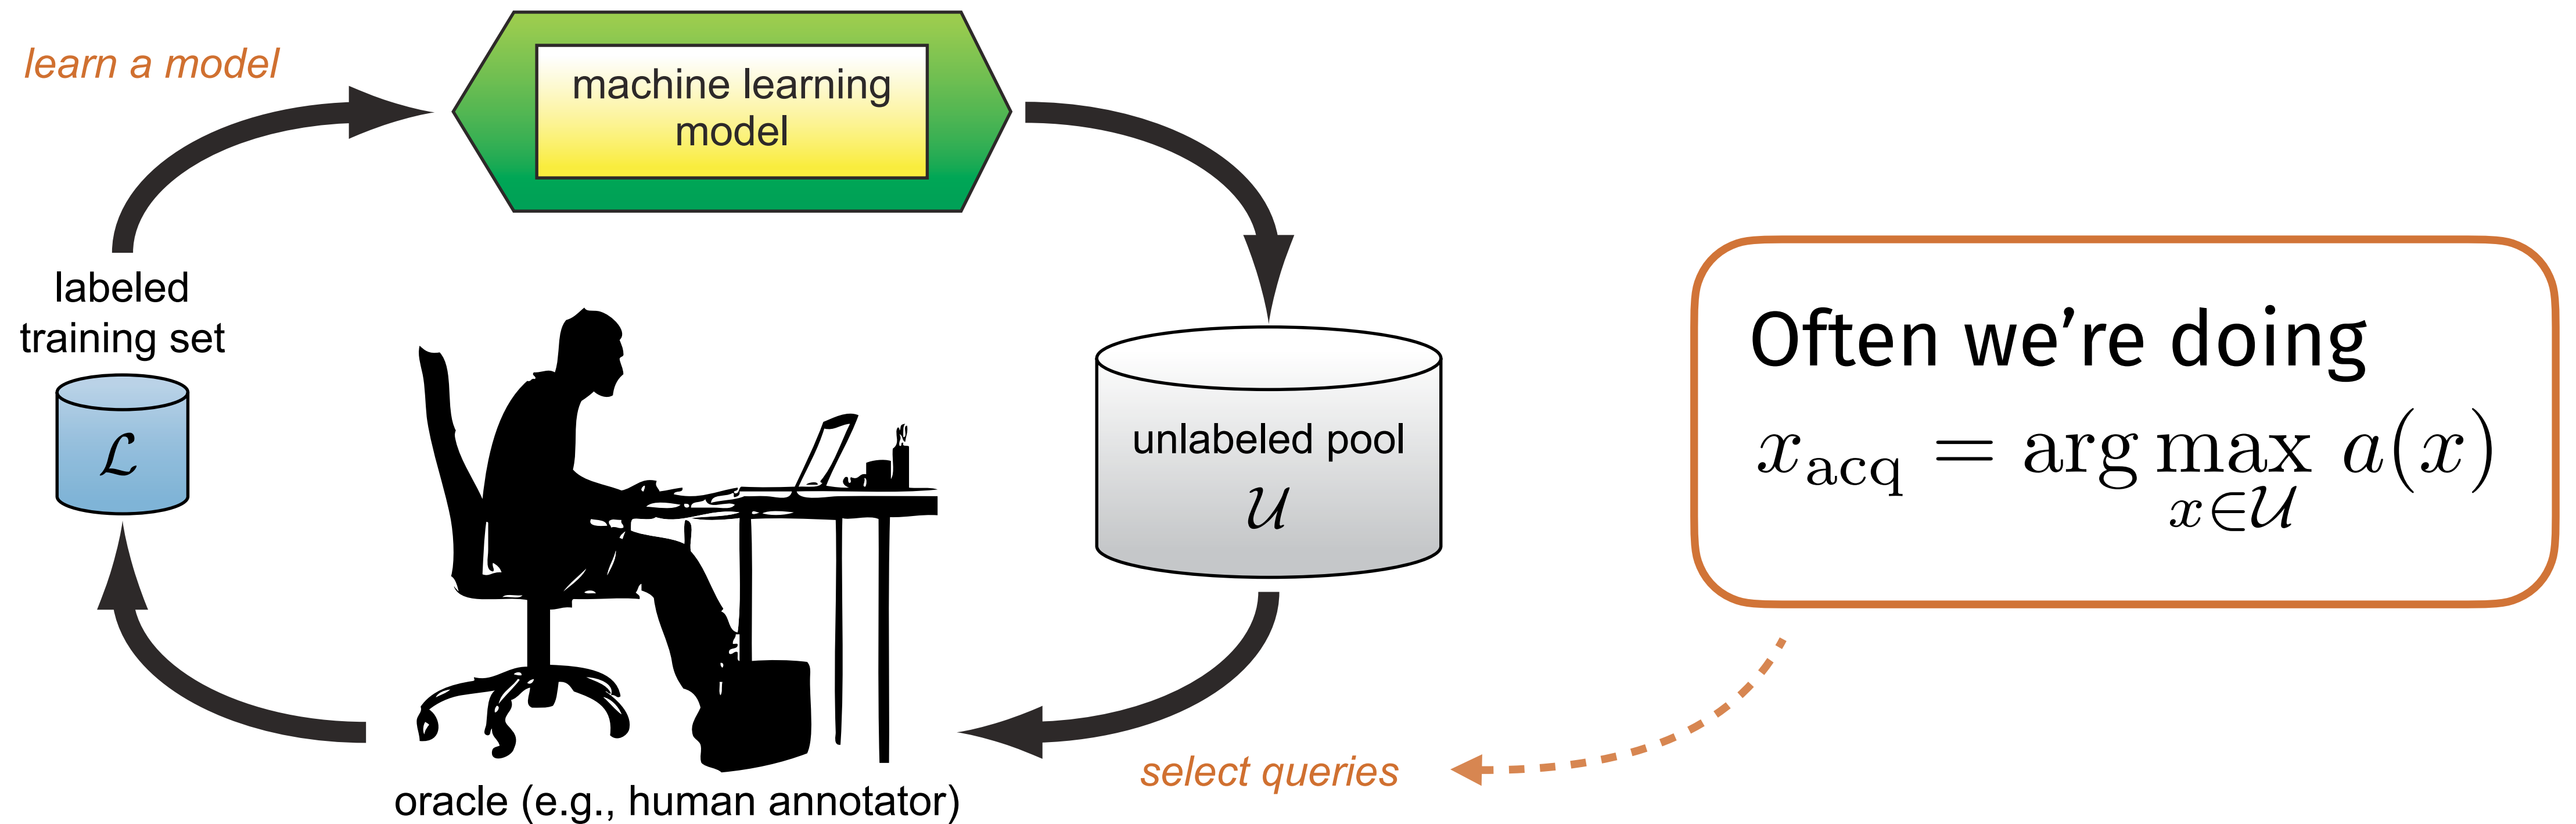 learn a model
machine learning
model
labeled
training set
ℒ
unlabeled pool
𝒰
oracle (e.g., human annotator)
select queries
Often we’re doing
x_acq = arg max_{x∈𝒰} a(x)